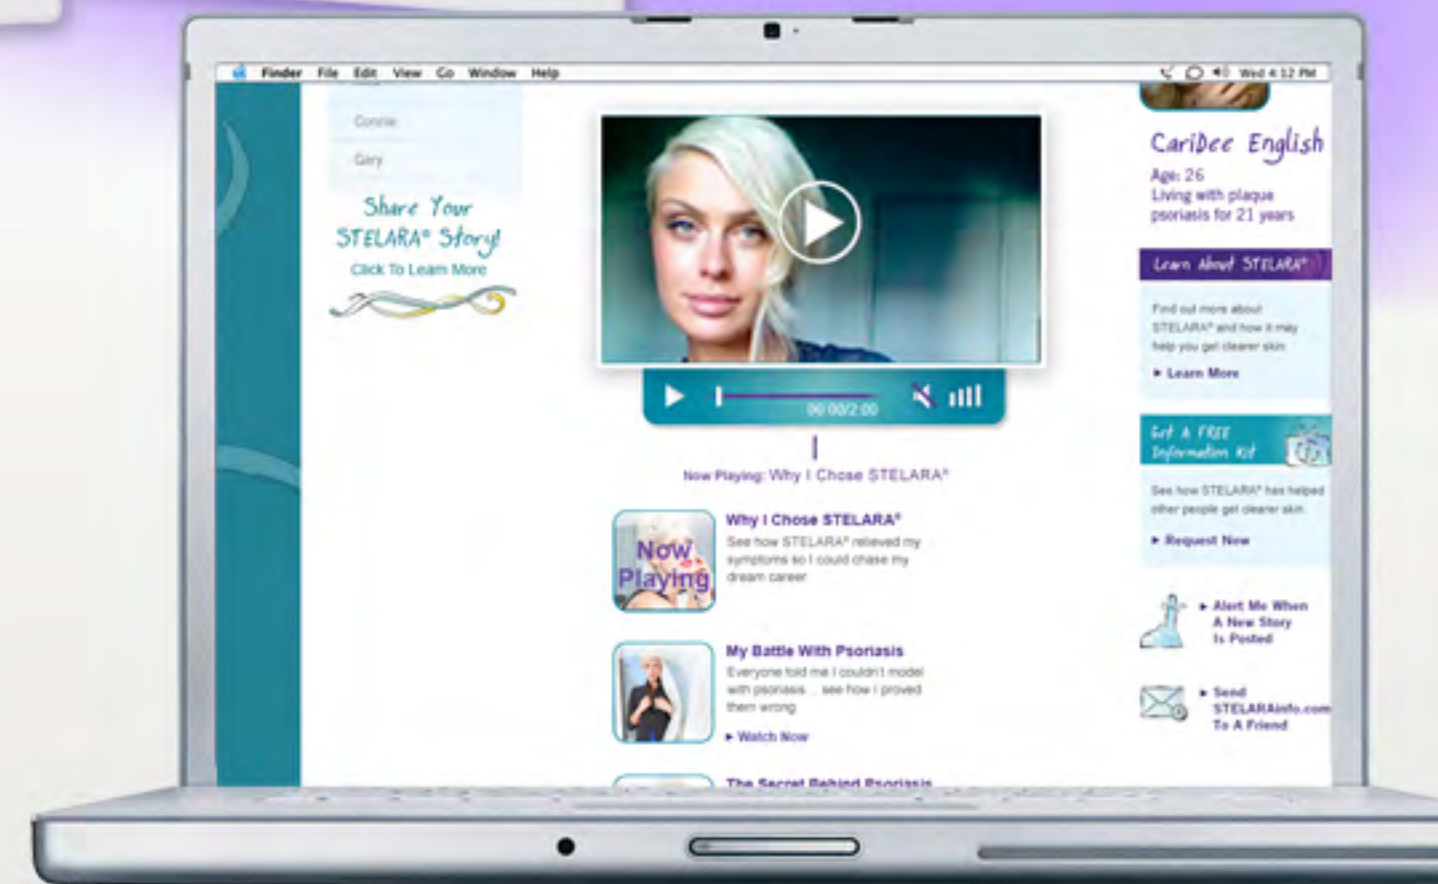 Finder File Edit View Go Window Help
Wed 4:12 PM
Connie
Gary
Share Your
STELARA® Story!
Click To Learn More
00:00/2:00
Now Playing: Why I Chose STELARA®
Now
Playing
Why I Chose STELARA®
See how STELARA® relieved my
symptoms so I could chase my
dream career
My Battle With Psoriasis
Everyone told me I couldn't model
with psoriasis... see how I proved
them wrong
Watch Now
The Secret Behind Psoriasis
CariDee English
Age: 26
Living with plaque
psoriasis for 21 years
Learn About STELARA®
Find out more about
STELARA® and how it may
help you get clearer skin
Learn More
Get A FREE
Information Kit
See how STELARA® has helped
other people get clearer skin.
Request Now
Alert Me When
A New Story
Is Posted
Send
STELARAinfo.com
To A Friend